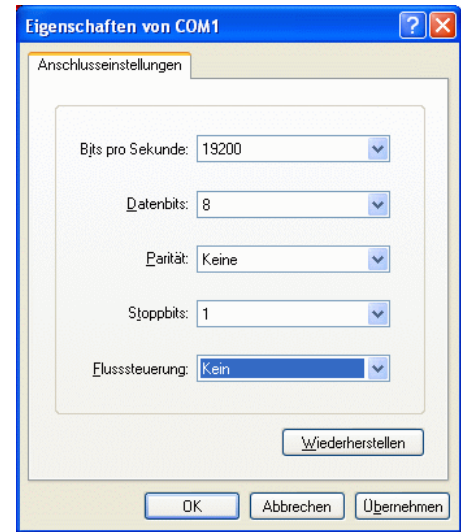 Eigenschaften von COM1
Anschlusseinstellungen
Bits pro Sekunde: 19200
Datenbits: 8
Parität: Keine
Stoppbits: 1
Flusssteuerung: Kein
Wiederherstellen
OK Abbrechen Übernehmen